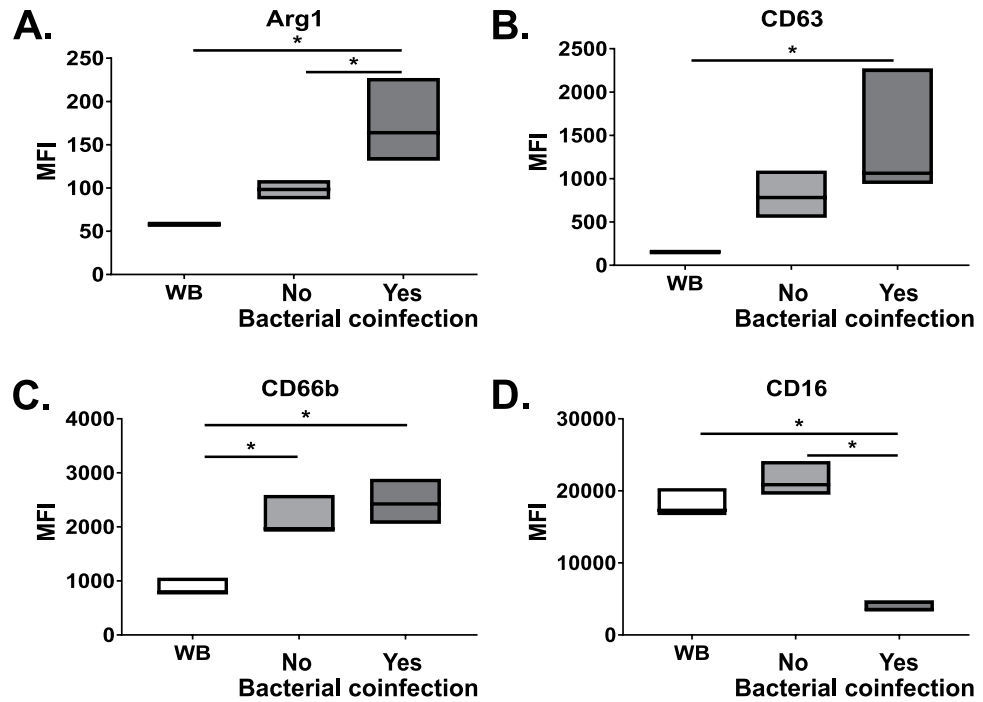 A.
Arg1
*
*
250
200
150
100
50
0
MFI
WB
No
Yes
Bacterial coinfection
B.
CD63
*
2500
2000
1500
1000
500
0
MFI
WB
No
Yes
Bacterial coinfection
C.
CD66b
*
*
4000
3000
2000
1000
0
MFI
WB
No
Yes
Bacterial coinfection
D.
CD16
*
*
30000
20000
10000
0
MFI
WB
No
Yes
Bacterial coinfection